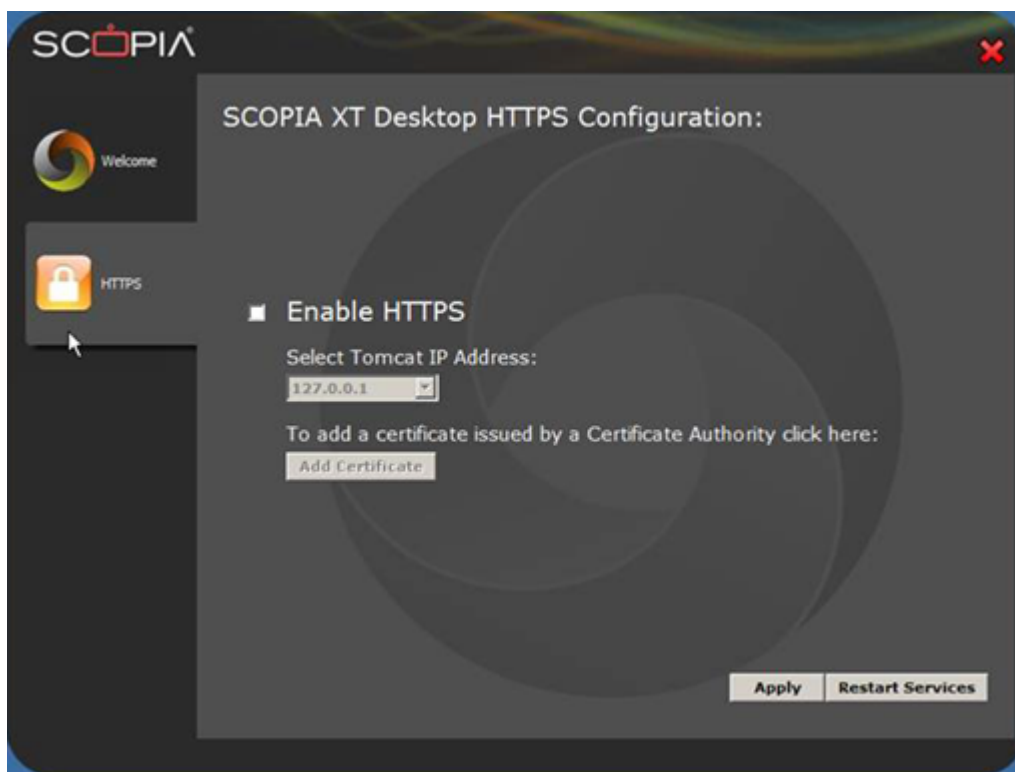 SCOPIA
SCOPIA XT Desktop HTTPS Configuration:
Welcome
HTTPS
Enable HTTPS
Select Tomcat IP Address:
127.0.0.1
To add a certificate issued by a Certificate Authority click here:
Add Certificate
Apply
Restart Services